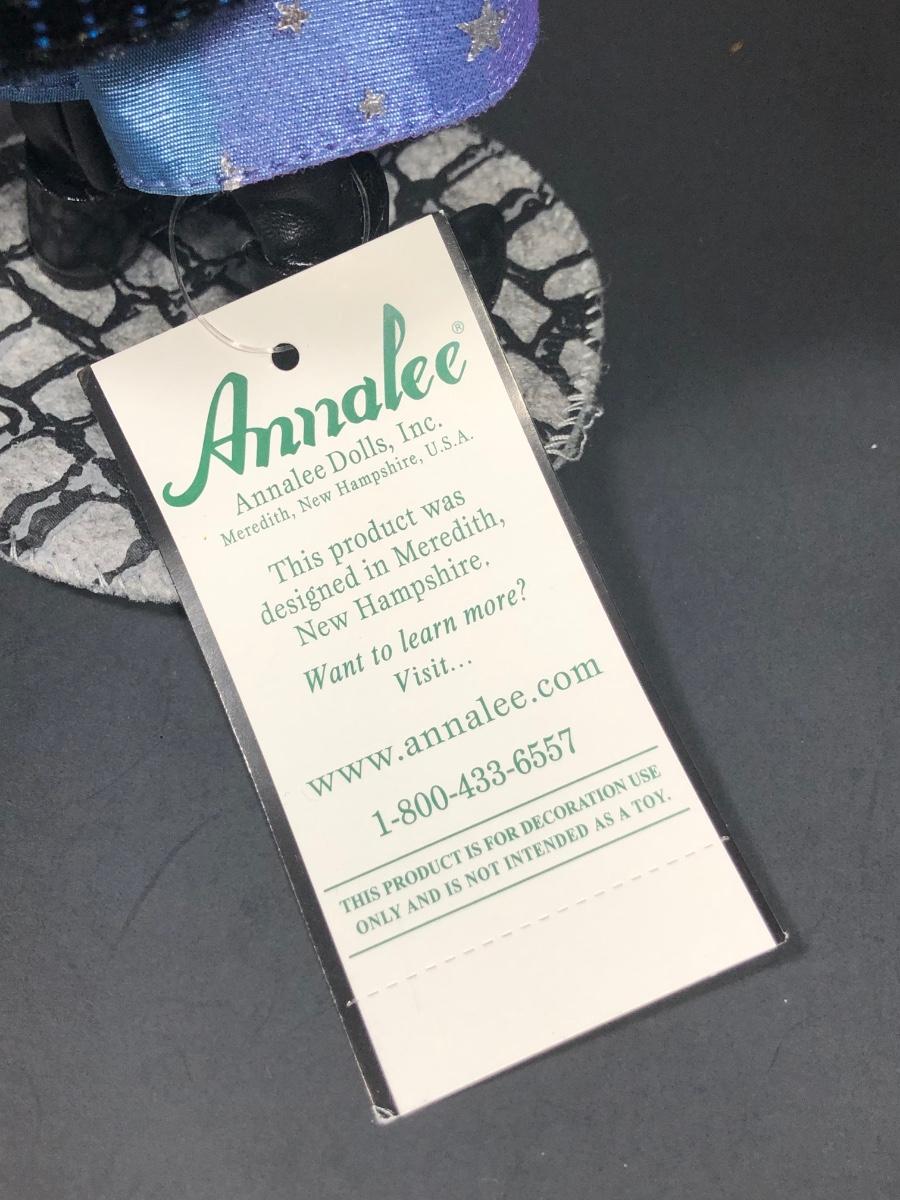 Annalee®
Annalee Dolls, Inc.
Meredith, New Hampshire, U.S.A.
This product was
designed in Meredith,
New Hampshire.
Want to learn more?
Visit...
www.annalee.com
1-800-433-6557
THIS PRODUCT IS FOR DECORATION USE
ONLY AND IS NOT INTENDED AS A TOY.